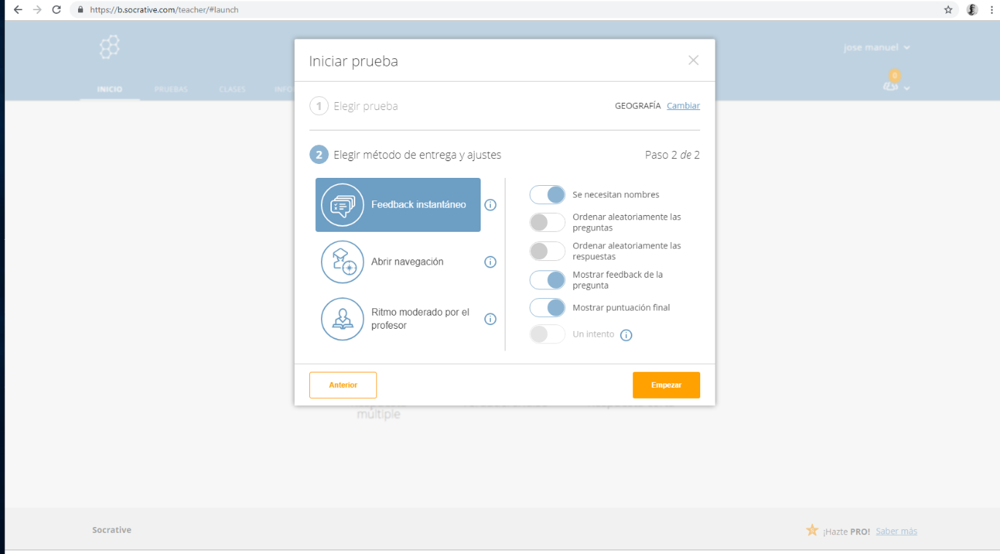 https://b.socrative.com/teacher/#launch
jose manuel
0
INICIO PRUEBAS CLASES INFO
Iniciar prueba
1 Elegir prueba GEOGRAFÍA Cambiar
2 Elegir método de entrega y ajustes Paso 2 de 2
Feedback instantáneo
Abrir navegación
Ritmo moderado por el
profesor
Se necesitan nombres
Ordenar aleatoriamente las
preguntas
Ordenar aleatoriamente las
respuestas
Mostrar feedback de la
pregunta
Mostrar puntuación final
Un intento
Anterior Empezar
múltiple
Socrative ¡Hazte PRO! Saber más